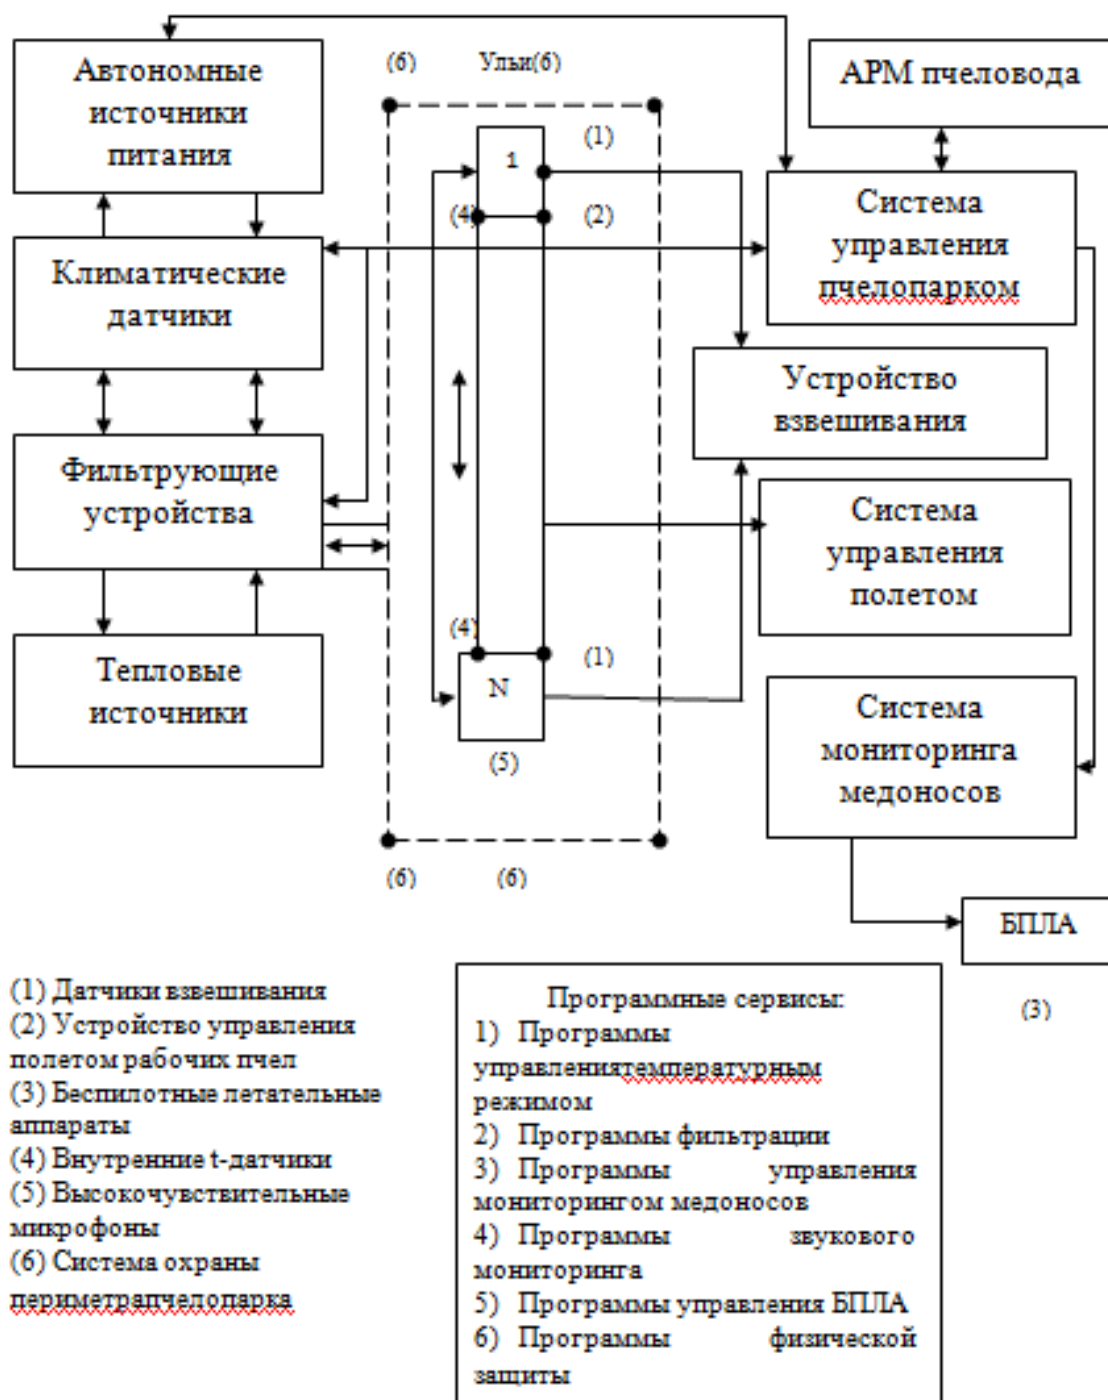 Автономные
источники
питания
(6)
Ульи(6)
АРМ пчеловода
(1)
1
(4)
(2)
Система
управления
пчелопарком
Климатические
датчики
Устройство
взвешивания
Фильтрующие
устройства
Система
управления
полетом
(4)
(1)
Тепловые
источники
N
(5)
Система
мониторинга
медоносов
(6)
(6)
БПЛА
(3)
(1) Датчики взвешивания
(2) Устройство управления
полетом рабочих пчел
(3) Беспилотные летательные
аппараты
(4) Внутренние t-датчики
(5) Высокочувствительные
микрофоны
(6) Система охраны
периметрапчелопарка
Программные сервисы:
1) Программы
управлениятемпературным
режимом
2) Программы фильтрации
3) Программы управления
мониторингом медоносов
4) Программы звукового
мониторинга
5) Программы управления БПЛА
6) Программы физической
защиты